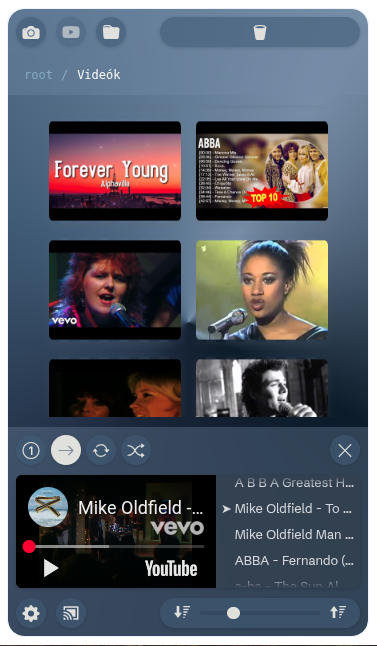 root / Videók
Forever Young
Alphaville
ABBA
TOP 10
vevo
1
Mike Oldfield -...
vevo
YouTube
A B B A Greatest H...
Mike Oldfield - To ...
Mike Oldfield Man ...
ABBA - Fernando (...
a-ha - The Sun Al...